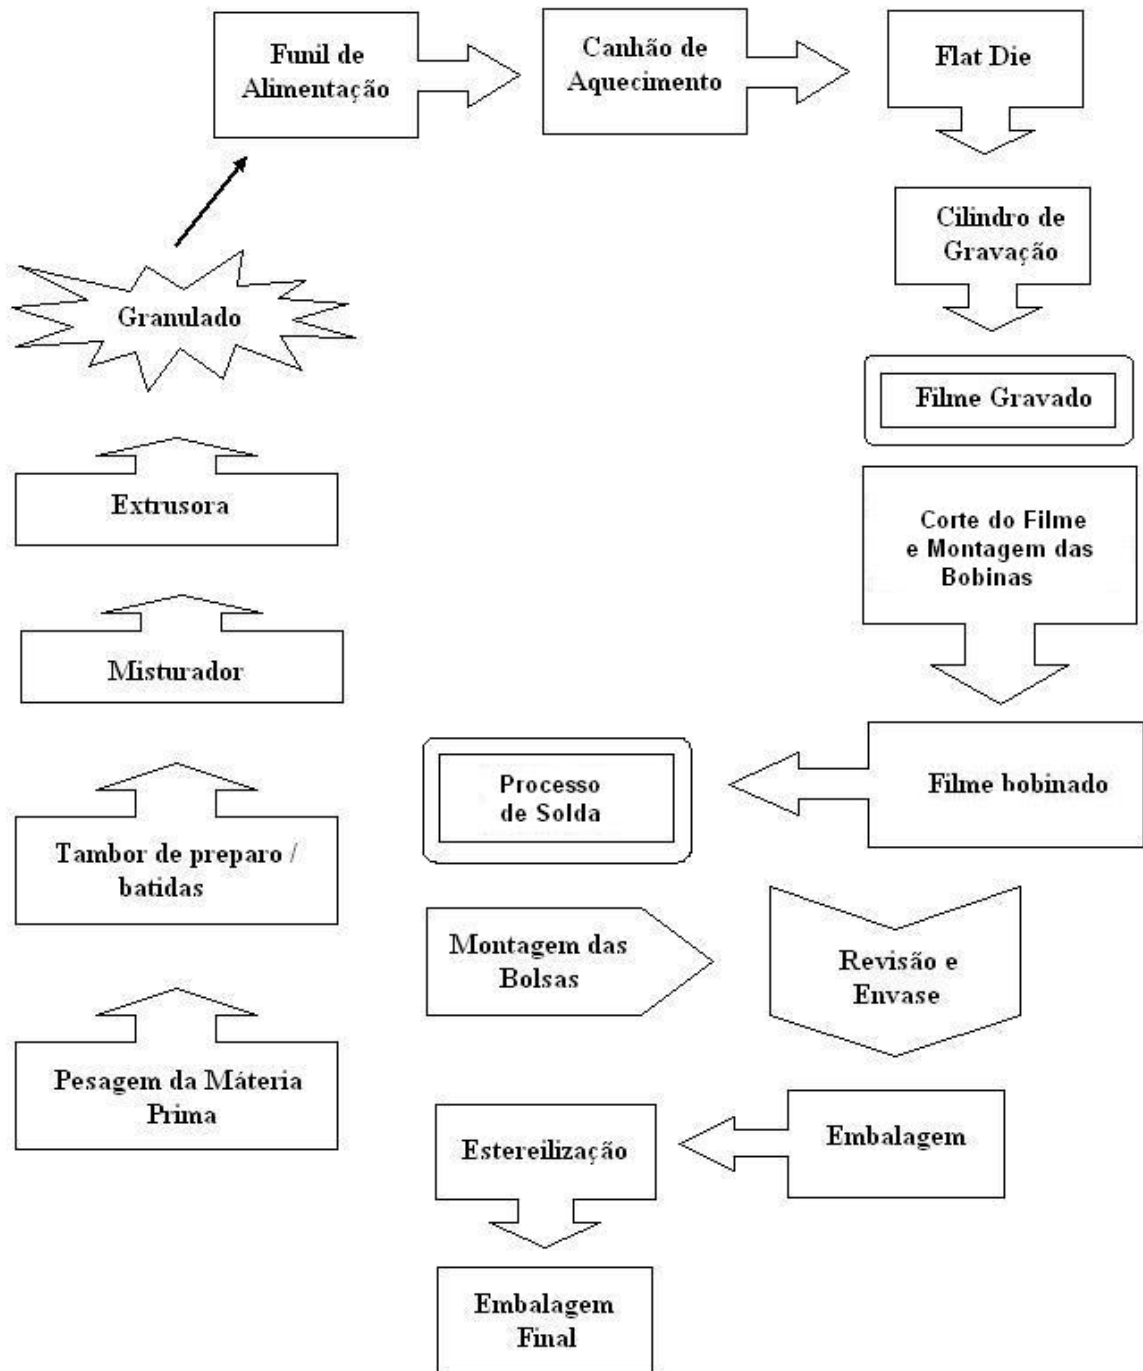 Funil de
Alimentação
Canhão de
Aquecimento
Flat Die
Cilindro de
Gravação
Granulado
Filme Gravado
Extrusora
Corte do Filme
e Montagem das
Bobinas
Misturador
Processo
de Solda
Filme bobinado
Tambor de preparo /
batidas
Montagem das
Bolsas
Revisão e
Envase
Pesagem da Máteria
Prima
Estereilização
Embalagem
Embalagem
Final